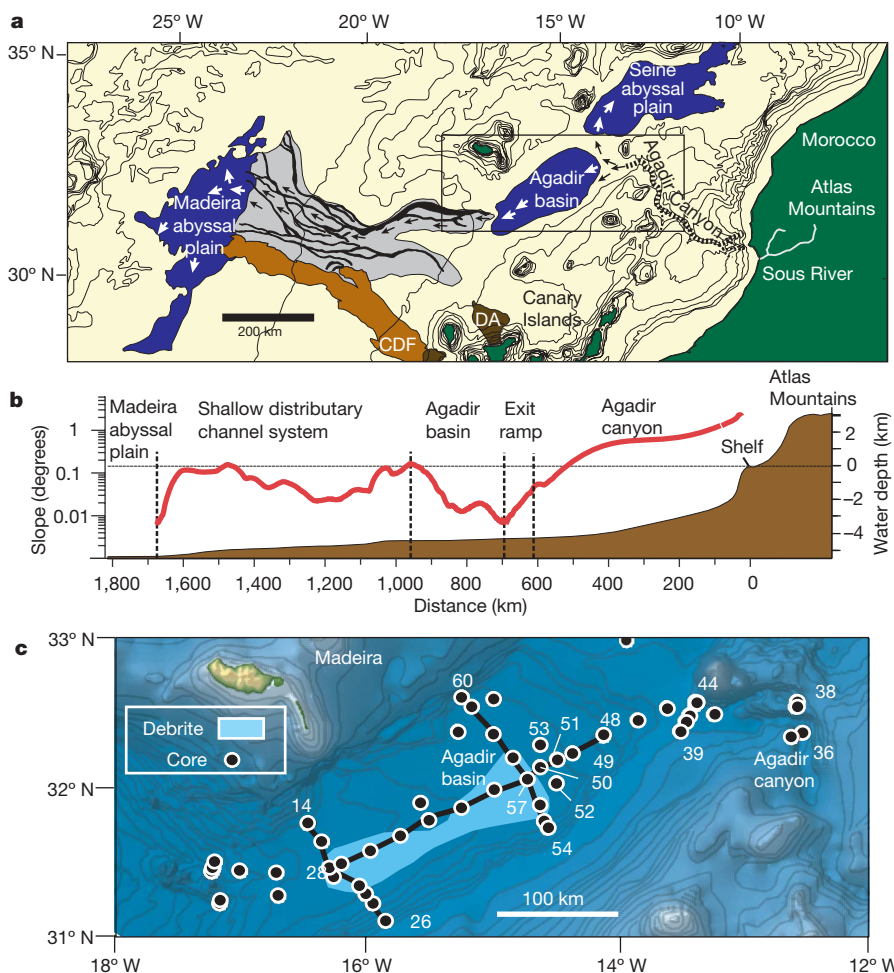 a
25° W
20° W
15° W
10° W
35° N
30° N
Seine
abyssal
plain
Morocco
Agadir Canyon
Agadir
basin
Atlas
Mountains
Madeira
abyssal
plain
Sous River
Canary
Islands
200 km
DA
CDF
b
Madeira
abyssal
plain
Shallow distributary
channel system
Agadir
basin
Exit
ramp
Agadir
canyon
Atlas
Mountains
Shelf
Slope (degrees)
1
0.1
0.01
2
0
−2
−4
Water depth (km)
1,800
1,600
1,400
1,200
1,000
800
600
400
200
0
Distance (km)
c
33° N
32° N
31° N
Madeira
Debrite
Core
60
53
51
48
44
38
Agadir
basin
49
50
39
36
Agadir
canyon
14
57
52
54
28
26
100 km
18° W
16° W
14° W
12° W